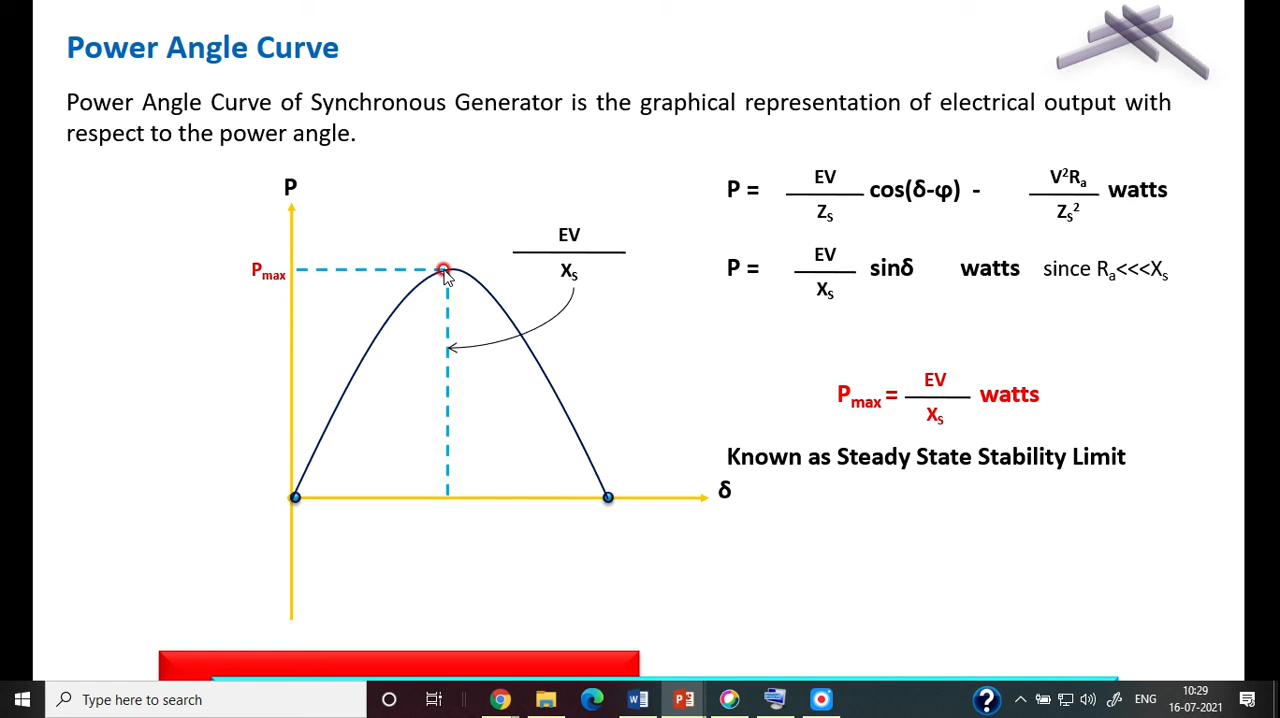 Power Angle Curve
Power Angle Curve of Synchronous Generator is the graphical representation of electrical output with
respect to the power angle.
P
Pmax
EV
Xs
δ
P = EV/Zs cos(δ-φ) - V²Ra/Zs² watts
P = EV/Xs sinδ watts since Ra<<<Xs
Pmax = EV/Xs watts
Known as Steady State Stability Limit
Type here to search
ENG
10:29
16-07-2021